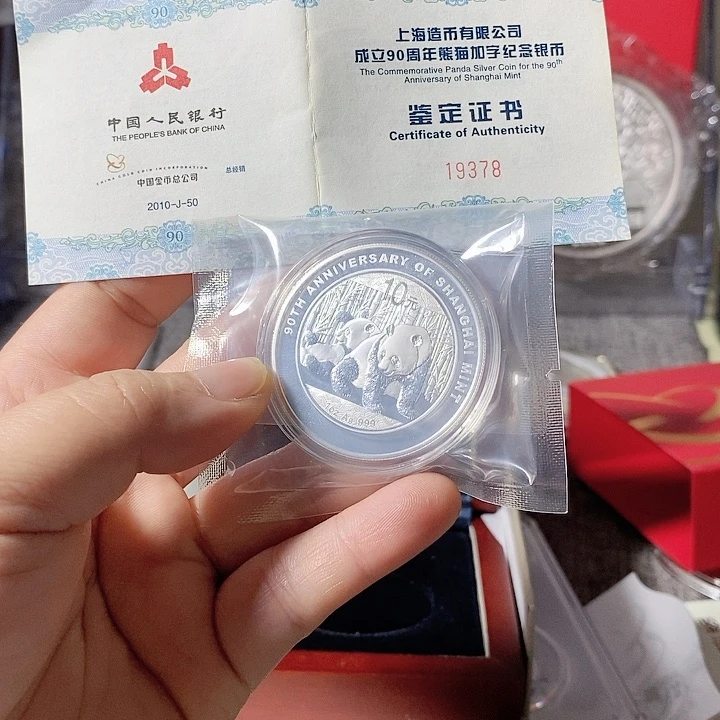 90
中国人民银行
THE PEOPLE'S BANK OF CHINA
CHINA GOLD COIN INCORPORATION
中国金币总公司
总经销
2010-J-50
90
上海造币有限公司
成立90周年熊猫加字纪念银币
The Commemorative Panda Silver Coin for the 90th
Anniversary of Shanghai Mint
鉴定证书
Certificate of Authenticity
19378
90TH ANNIVERSARY OF SHANGHAI MINT
10元
1oz Ag .999